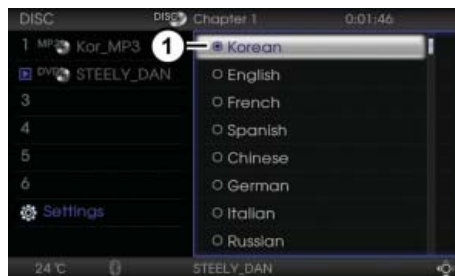 DISC DISC Chapter 1 0:01:46
1 MP3 Kor_MP3 1 Korean
DVD STEELY_DAN English
3 French
4 Spanish
5 Chinese
6 German
Settings Italian
Russian
24℃ STEELY_DAN